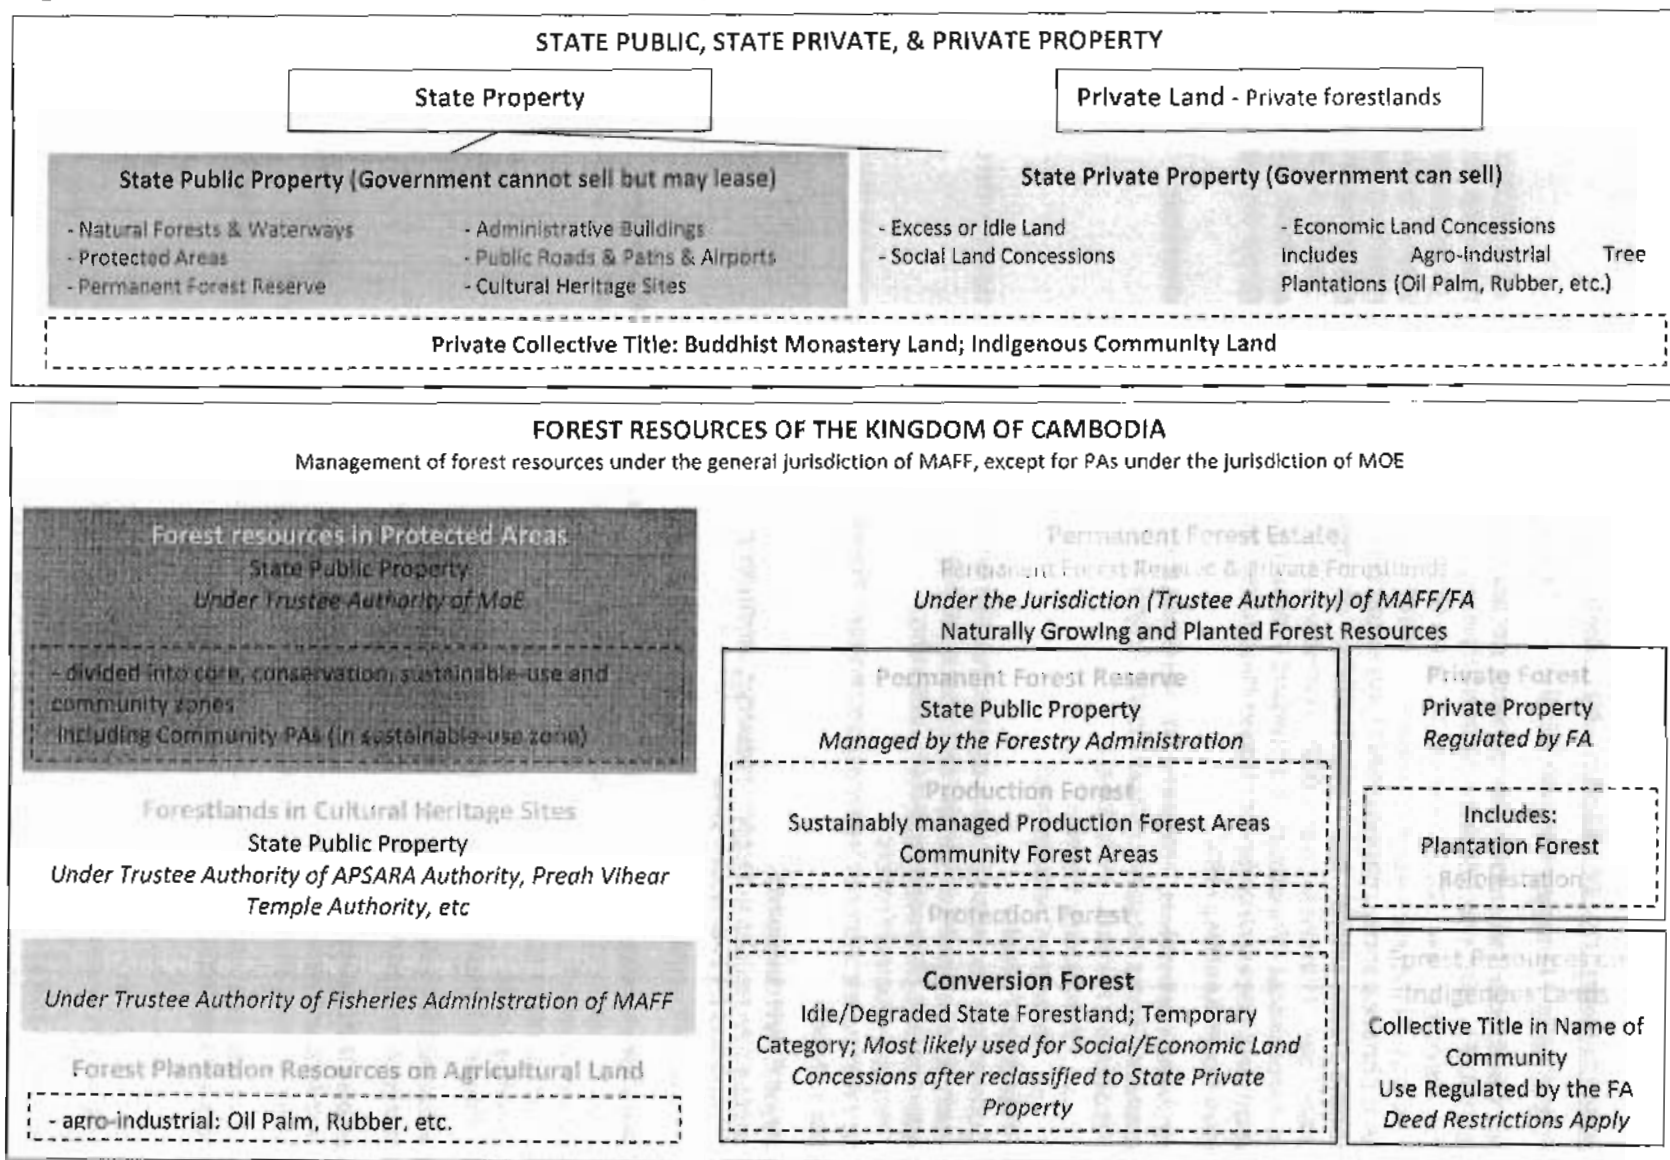 STATE PUBLIC, STATE PRIVATE, & PRIVATE PROPERTY
State Property
Private Land - Private forestlands
State Public Property (Government cannot sell but may lease)
- Natural Forests & Waterways
- Protected Areas
- Permanent Forest Reserve
- Administrative Buildings
- Public Roads & Paths & Airports
- Cultural Heritage Sites
State Private Property (Government can sell)
- Excess or Idle Land
- Social Land Concessions
- Economic Land Concessions
Includes Agro-Industrial Tree
Plantations (Oil Palm, Rubber, etc.)
Private Collective Title: Buddhist Monastery Land; Indigenous Community Land
FOREST RESOURCES OF THE KINGDOM OF CAMBODIA
Management of forest resources under the general jurisdiction of MAFF, except for PAs under the jurisdiction of MOE
Forest resources in Protected Areas
State Public Property
Under Trustee Authority of MoE
- divided into core, conservation, sustainable-use and
community zones
Including Community PAs (in sustainable-use zone)
Forestlands in Cultural Heritage Sites
State Public Property
Under Trustee Authority of APSARA Authority, Preah Vihear
Temple Authority, etc
Under Trustee Authority of Fisheries Administration of MAFF
Forest Plantation Resources on Agricultural Land
- agro-industrial: Oil Palm, Rubber, etc.
Permanent Forest Estate
Permanent Forest Reserve & Private Forestlands
Under the Jurisdiction (Trustee Authority) of MAFF/FA
Naturally Growing and Planted Forest Resources
Permanent Forest Reserve
State Public Property
Managed by the Forestry Administration
Production Forest
Sustainably managed Production Forest Areas
Community Forest Areas
Protection Forest
Conversion Forest
Idle/Degraded State Forestland; Temporary
Category; Most likely used for Social/Economic Land
Concessions after reclassified to State Private
Property
Private Forest
Private Property
Regulated by FA
Includes:
Plantation Forest
Reforestation
Forest Resources
Indigenous Lands
Collective Title in Name of
Community
Use Regulated by the FA
Deed Restrictions Apply